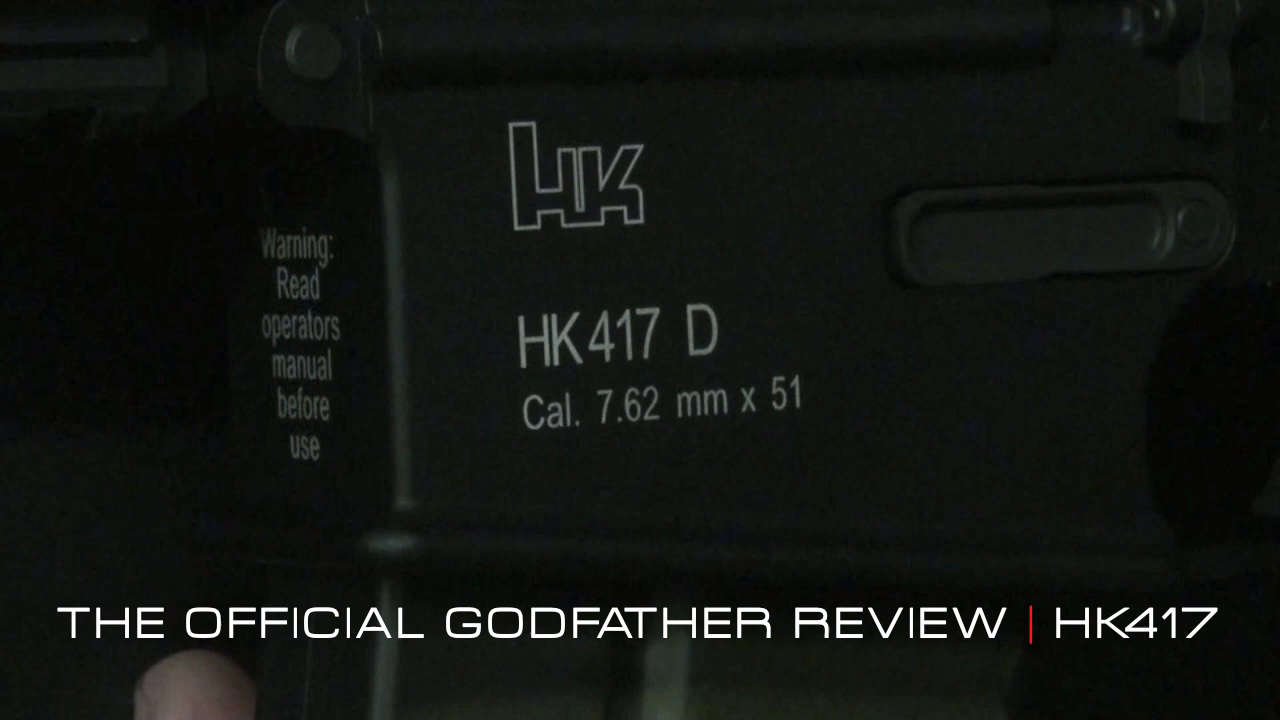 HK
Warning:
Read
operators
manual
before
use
HK417 D
Cal. 7.62 mm x 51
THE OFFICIAL GODFATHER REVIEW | HK417